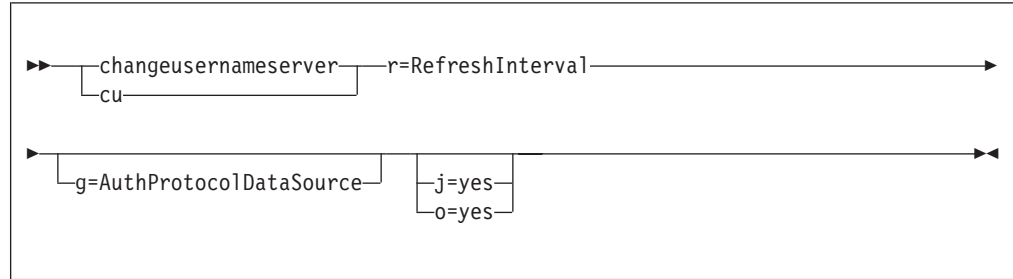 changeusernameserver r=RefreshInterval
cu
g=AuthProtocolDataSource j=yes
o=yes